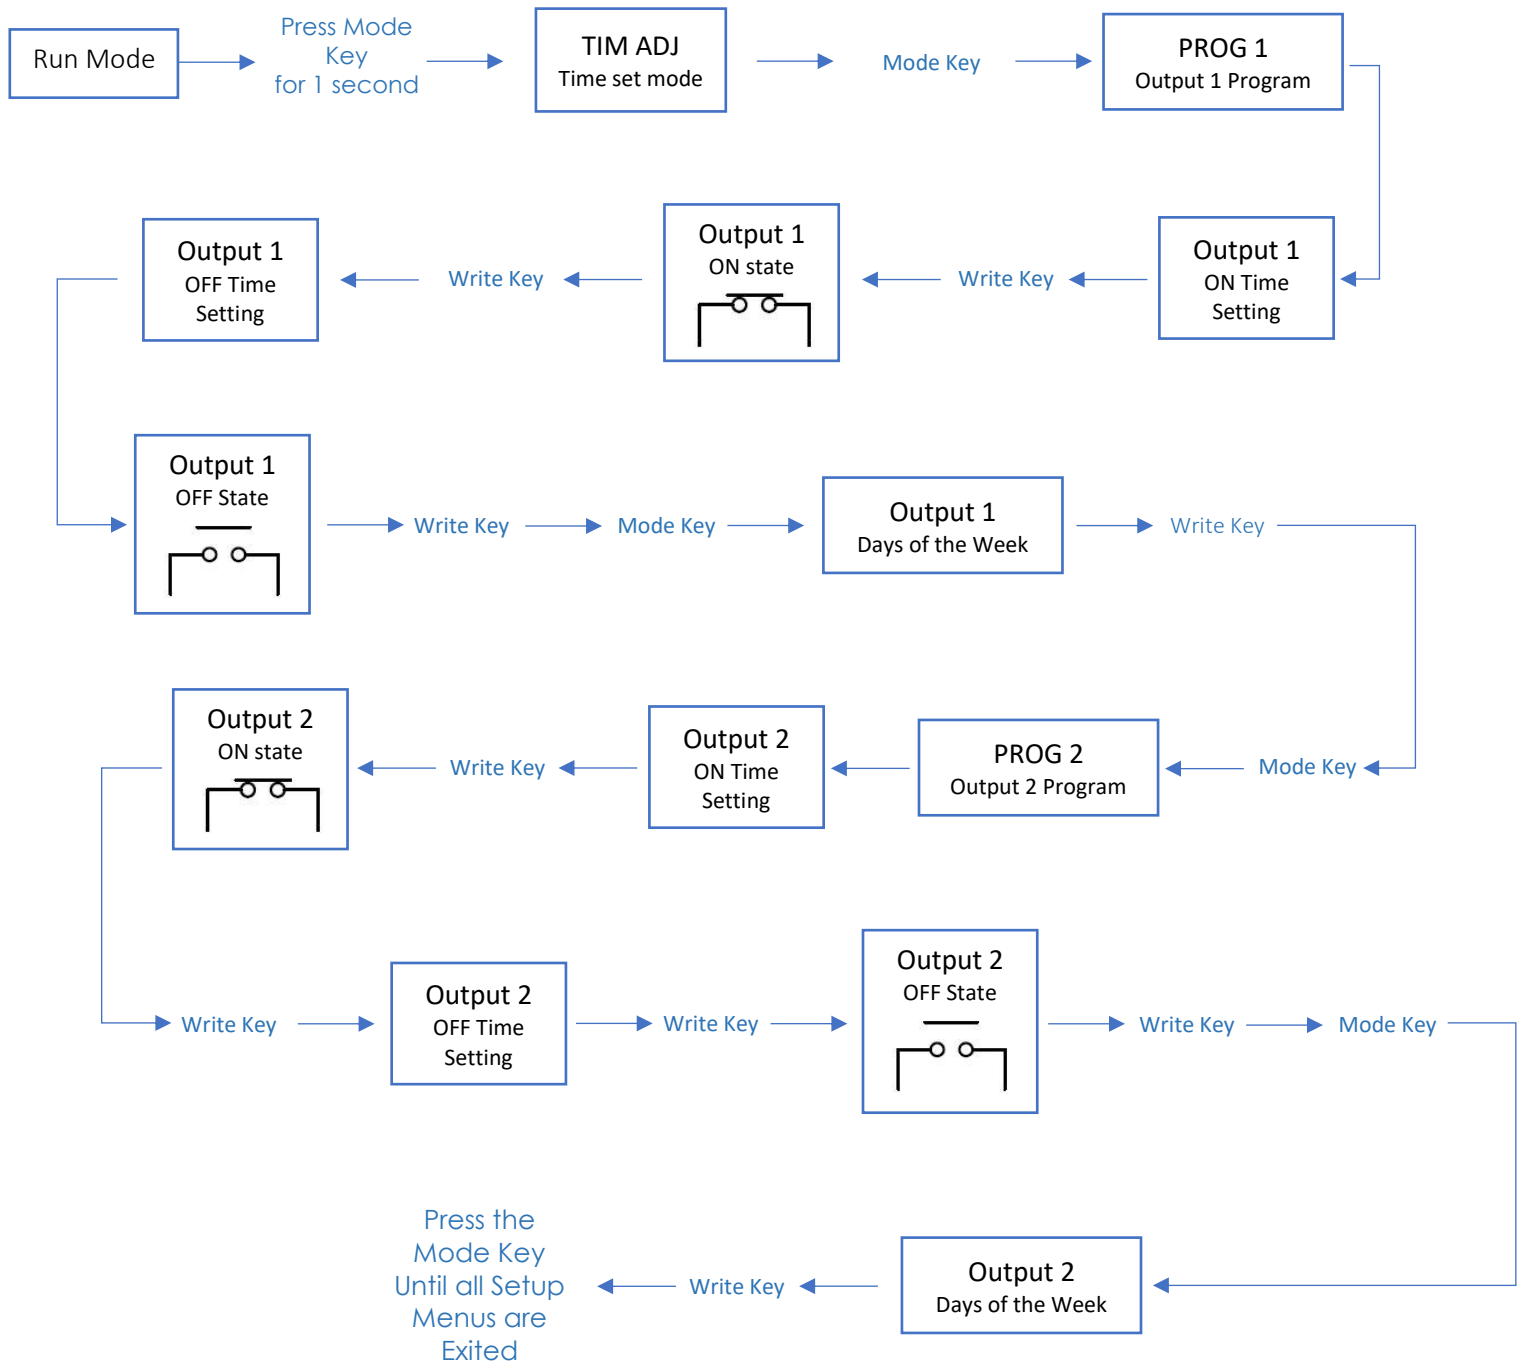 Run Mode
Press Mode
Key
for 1 second
TIM ADJ
Time set mode
Mode Key
PROG 1
Output 1 Program
Output 1
ON Time
Setting
Write Key
Output 1
ON state
Write Key
Output 1
OFF Time
Setting
Output 1
OFF State
Write Key
Mode Key
Output 1
Days of the Week
Write Key
Mode Key
PROG 2
Output 2 Program
Output 2
ON Time
Setting
Write Key
Output 2
ON state
Write Key
Output 2
OFF Time
Setting
Write Key
Output 2
OFF State
Write Key
Mode Key
Output 2
Days of the Week
Write Key
Press the
Mode Key
Until all Setup
Menus are
Exited